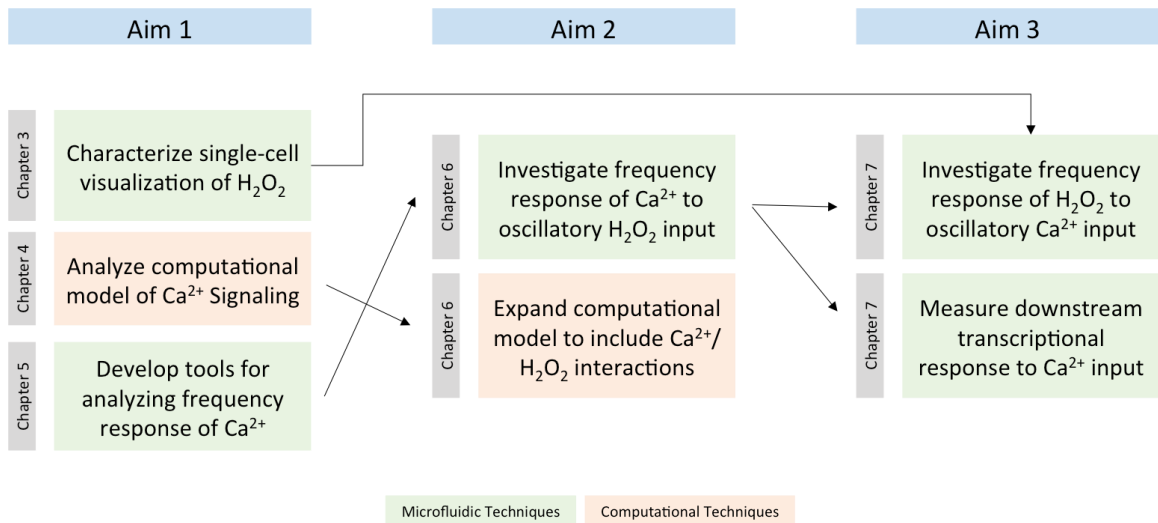 Aim 1
Aim 2
Aim 3
Chapter 3
Characterize single-cell
visualization of H₂O₂
Chapter 4
Analyze computational
model of Ca²⁺ Signaling
Chapter 5
Develop tools for
analyzing frequency
response of Ca²⁺
Chapter 6
Investigate frequency
response of Ca²⁺ to
oscillatory H₂O₂ input
Chapter 6
Expand computational
model to include Ca²⁺/
H₂O₂ interactions
Chapter 7
Investigate frequency
response of H₂O₂ to
oscillatory Ca²⁺ input
Chapter 7
Measure downstream
transcriptional
response to Ca²⁺ input
Microfluidic Techniques
Computational Techniques